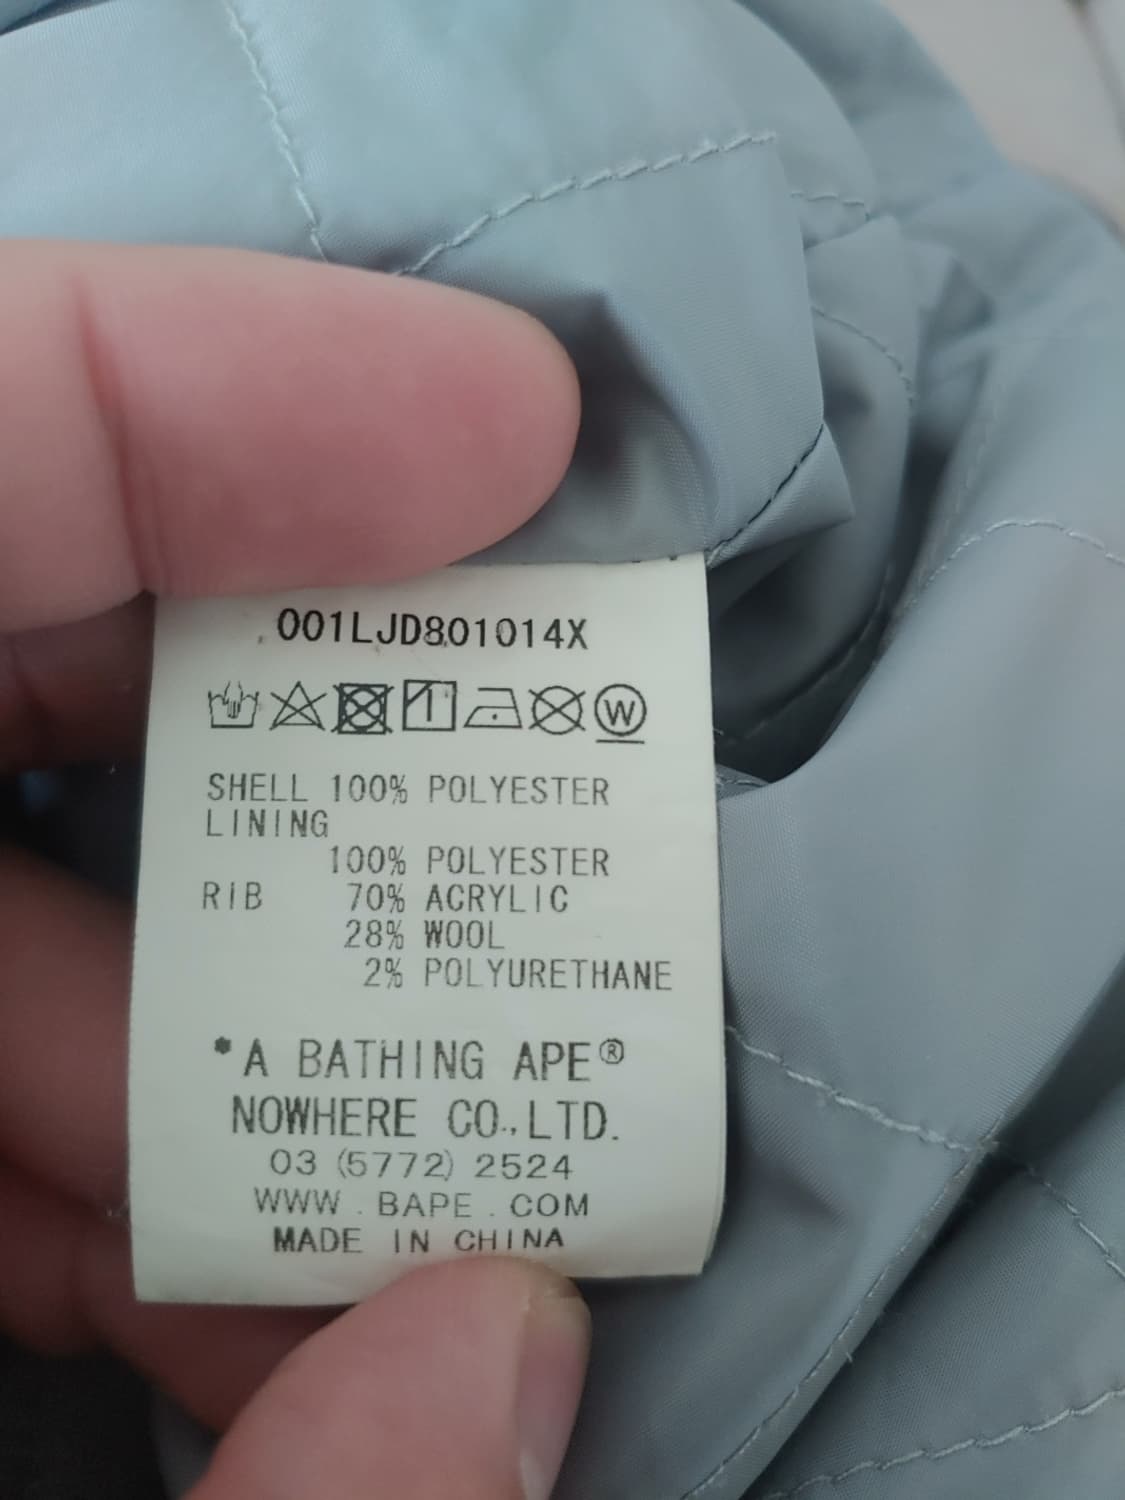 001LJD801014X
W
SHELL 100% POLYESTER
LINING
100% POLYESTER
RIB 70% ACRYLIC
28% WOOL
2% POLYURETHANE
*A BATHING APE®
NOWHERE CO.,LTD.
03 (5772) 2524
WWW . BAPE . COM
MADE IN CHINA